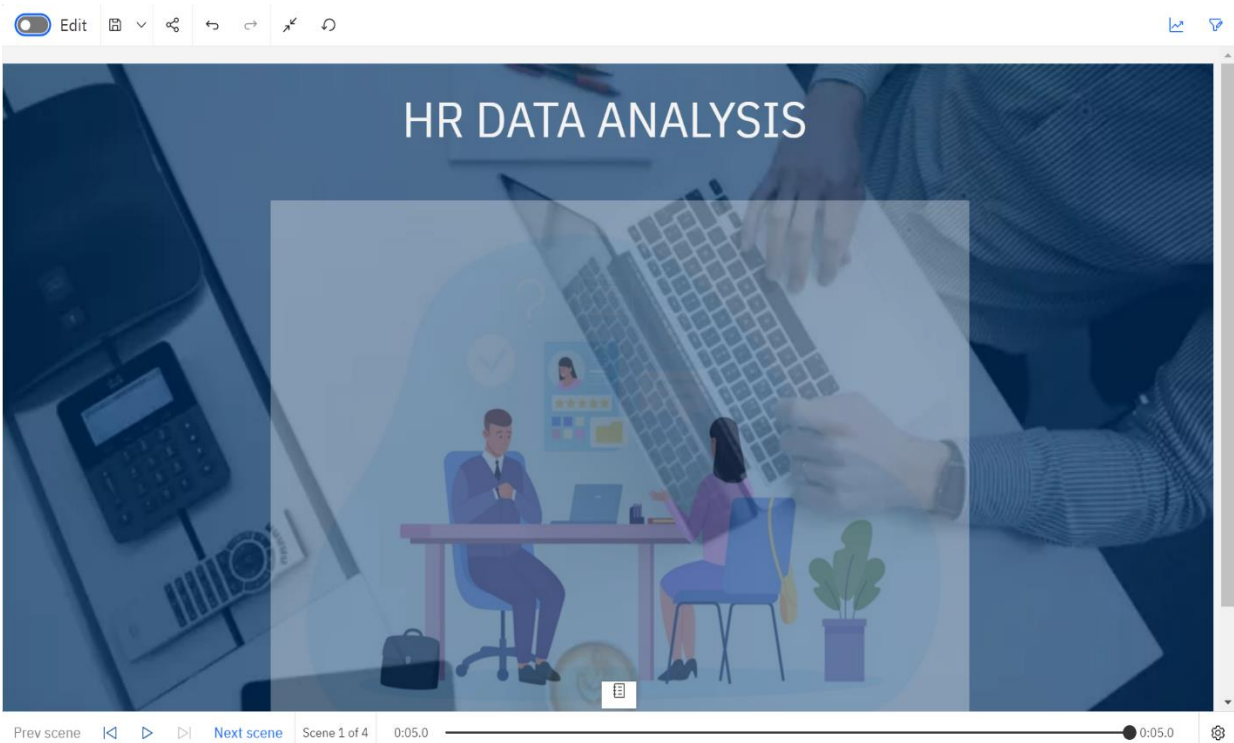 Edit
HR DATA ANALYSIS
Prev scene Next scene Scene 1 of 4 0:05.0 0:05.0